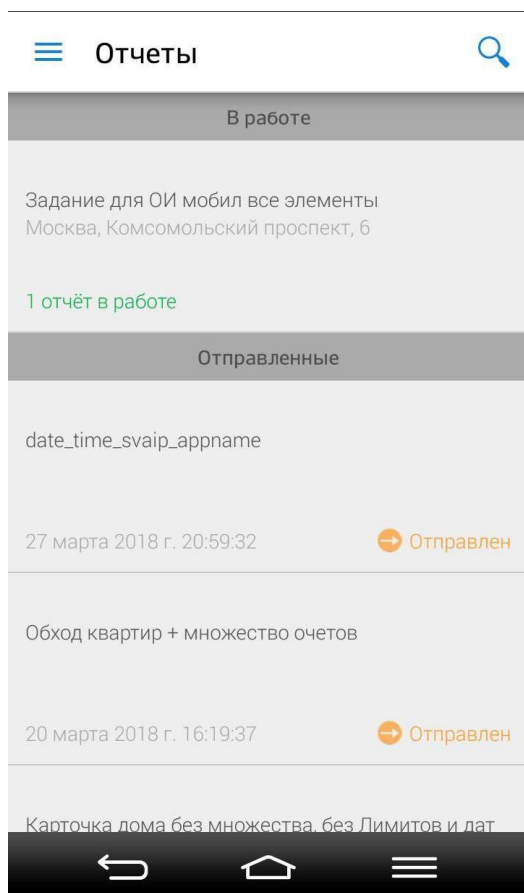 Отчеты
В работе
Задание для ОИ мобил все элементы
Москва, Комсомольский проспект, 6
1 отчёт в работе
Отправленные
date_time_svaip_appname
27 марта 2018 г. 20:59:32
Отправлен
Обход квартир + множество очетов
20 марта 2018 г. 16:19:37
Отправлен
Карточка дома без множества, без Лимитов и дат